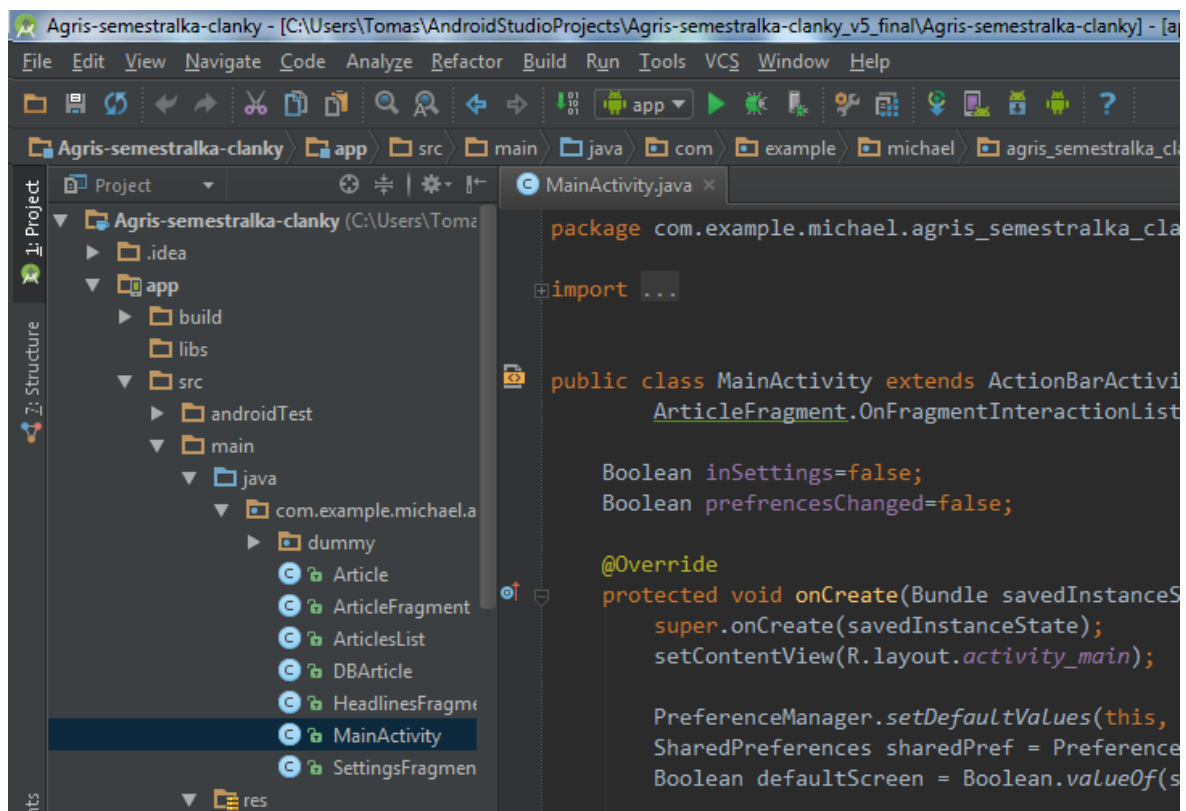 Agris-semestralka-clanky - [C:\Users\Tomas\AndroidStudioProjects\Agris-semestralka-clanky_v5_final\Agris-semestralka-clanky] - [a
File Edit View Navigate Code Analyze Refactor Build Run Tools VCS Window Help
app
Agris-semestralka-clanky app src main java com example michael agris_semestralka_cl
1: Project
7: Structure
Project
Agris-semestralka-clanky (C:\Users\Toma
.idea
app
build
libs
src
androidTest
main
java
com.example.michael.a
dummy
Article
ArticleFragment
ArticlesList
DBArticle
HeadlinesFragme
MainActivity
SettingsFragmen
res
MainActivity.java
package com.example.michael.agris_semestralka_cla
import ...
public class MainActivity extends ActionBarActivi
ArticleFragment.OnFragmentInteractionList
Boolean inSettings=false;
Boolean prefrencesChanged=false;
@Override
protected void onCreate(Bundle savedInstanceS
super.onCreate(savedInstanceState);
setContentView(R.layout.activity_main);
PreferenceManager.setDefaultValues(this,
SharedPreferences sharedPref = Preference
Boolean defaultScreen = Boolean.valueOf(s